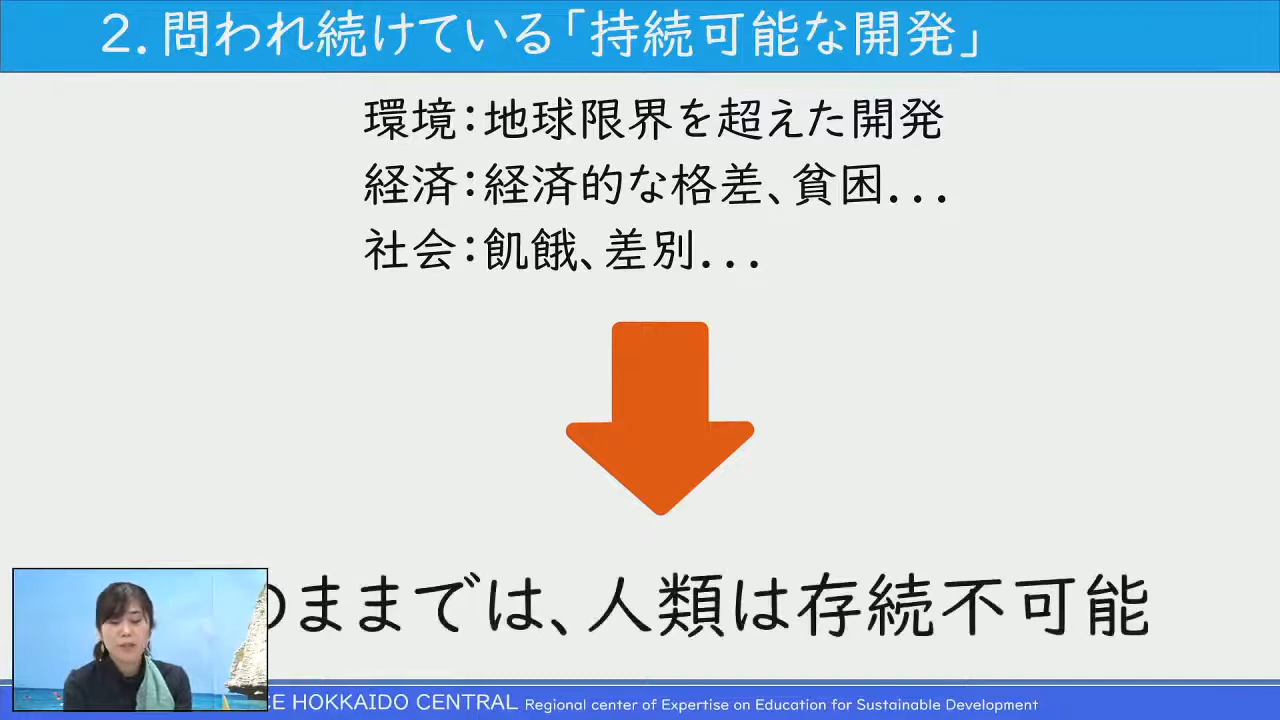 2. 問われ続けている「持続可能な開発」
環境：地球限界を超えた開発
経済：経済的な格差、貧困...
社会：飢餓、差別...
のままでは、人類は存続不可能
CE HOKKAIDO CENTRAL Regional center of Expertise on Education for Sustainable Development